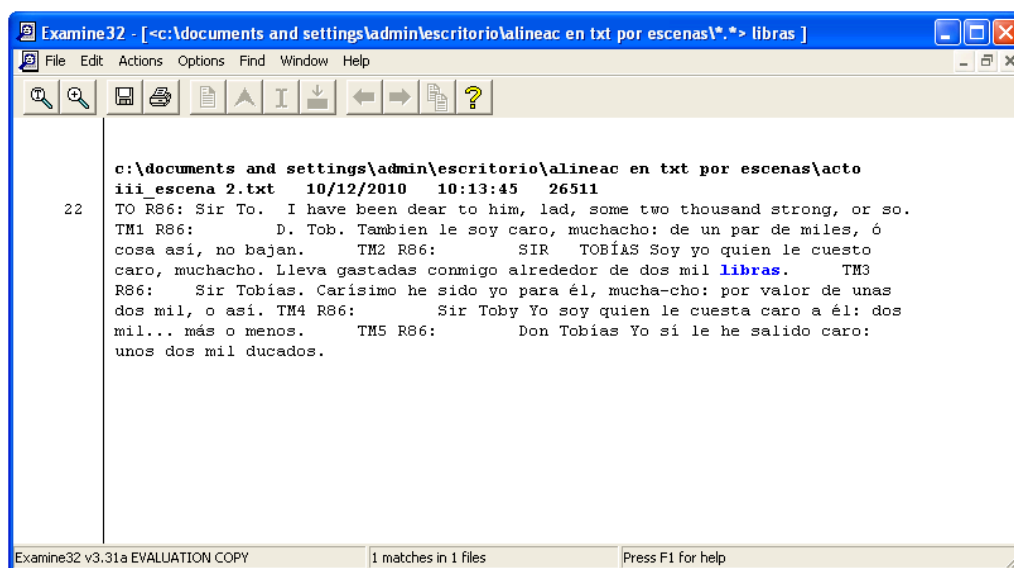 Examine32 - [<c:\documents and settings\admin\escritorio\alineac en txt por escenas\*.*> libras ]
File Edit Actions Options Find Window Help
c:\documents and settings\admin\escritorio\alineac en txt por escenas\acto
iii_escena 2.txt 10/12/2010 10:13:45 26511
22 TO R86: Sir To. I have been dear to him, lad, some two thousand strong, or so.
TM1 R86: D. Tob. Tambien le soy caro, muchacho: de un par de miles, ó
cosa así, no bajan. TM2 R86: SIR TOBÍAS Soy yo quien le cuesto
caro, muchacho. Lleva gastadas conmigo alrededor de dos mil libras. TM3
R86: Sir Tobías. Carísimo he sido yo para él, mucha-cho: por valor de unas
dos mil, o así. TM4 R86: Sir Toby Yo soy quien le cuesta caro a él: dos
mil... más o menos. TM5 R86: Don Tobías Yo sí le he salido caro:
unos dos mil ducados.
Examine32 v3.31a EVALUATION COPY 1 matches in 1 files Press F1 for help